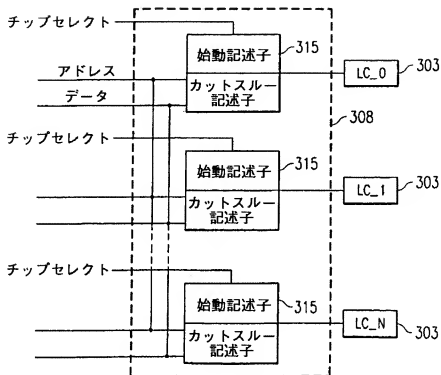 チップセレクト
始動記述子
315
LC_0
303
アドレス
カットスルー
記述子
データ
308
チップセレクト
始動記述子
315
LC_1
303
カットスルー
記述子
チップセレクト
始動記述子
315
LC_N
303
カットスルー
記述子